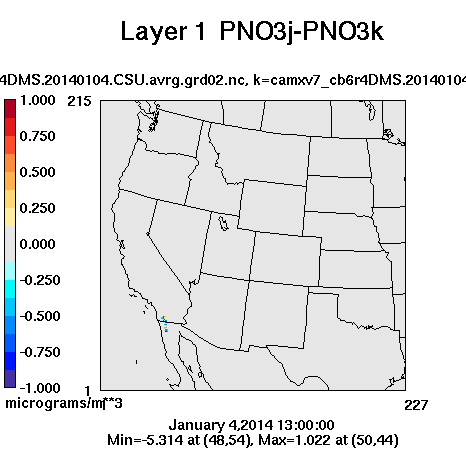 Layer 1 PNO3j-PNO3k
4DMS.20140104.CSU.avrg.grd02.nc, k=camxv7_cb6r4DMS.20140104
1.000
0.750
0.500
0.250
0.000
-0.250
-0.500
-0.750
-1.000
215
1
1
227
micrograms/m**3
January 4,2014 13:00:00
Min=-5.314 at (48,54), Max=1.022 at (50,44)